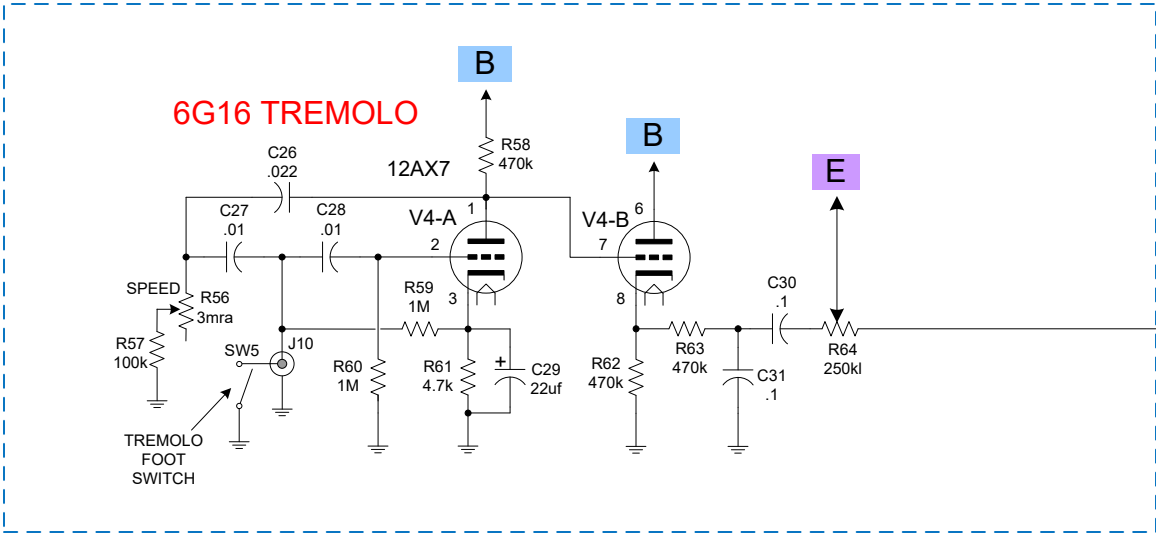 B
6G16 TREMOLO
R58
470k
B
C26
.022
12AX7
E
1
V4-A
V4-B
6
C27
.01
C28
.01
2
7
3
8
SPEED
R56
3mra
R59
1M
C30
.1
R57
100k
SW5
J10
R60
1M
R61
4.7k
+
C29
22uf
R62
470k
R63
470k
C31
.1
R64
250kl
TREMOLO
FOOT
SWITCH